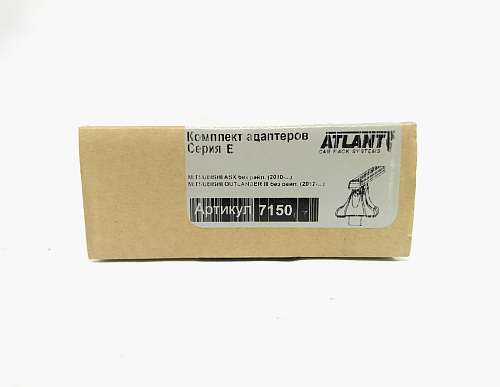 Комплект адаптеров
Серия E
ATLANT
CAR RACK SYSTEMS
MITSUBISHI ASX без рейл. (2010-...)
MITSUBISHI OUTLANDER III без рейл. (2012-...)
Артикул 7150